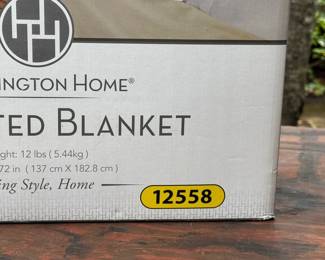 INGTON HOME®
TED BLANKET
ght: 12 lbs ( 5.44kg )
72 in ( 137 cm X 182.8 cm )
ing Style, Home
12558